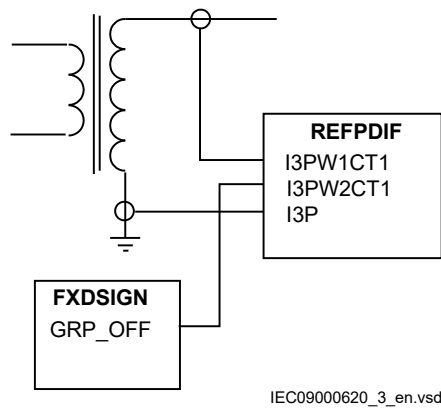 REFPDIF
I3PW1CT1
I3PW2CT1
I3P
FXDSIGN
GRP_OFF
IEC09000620_3_en.vsd